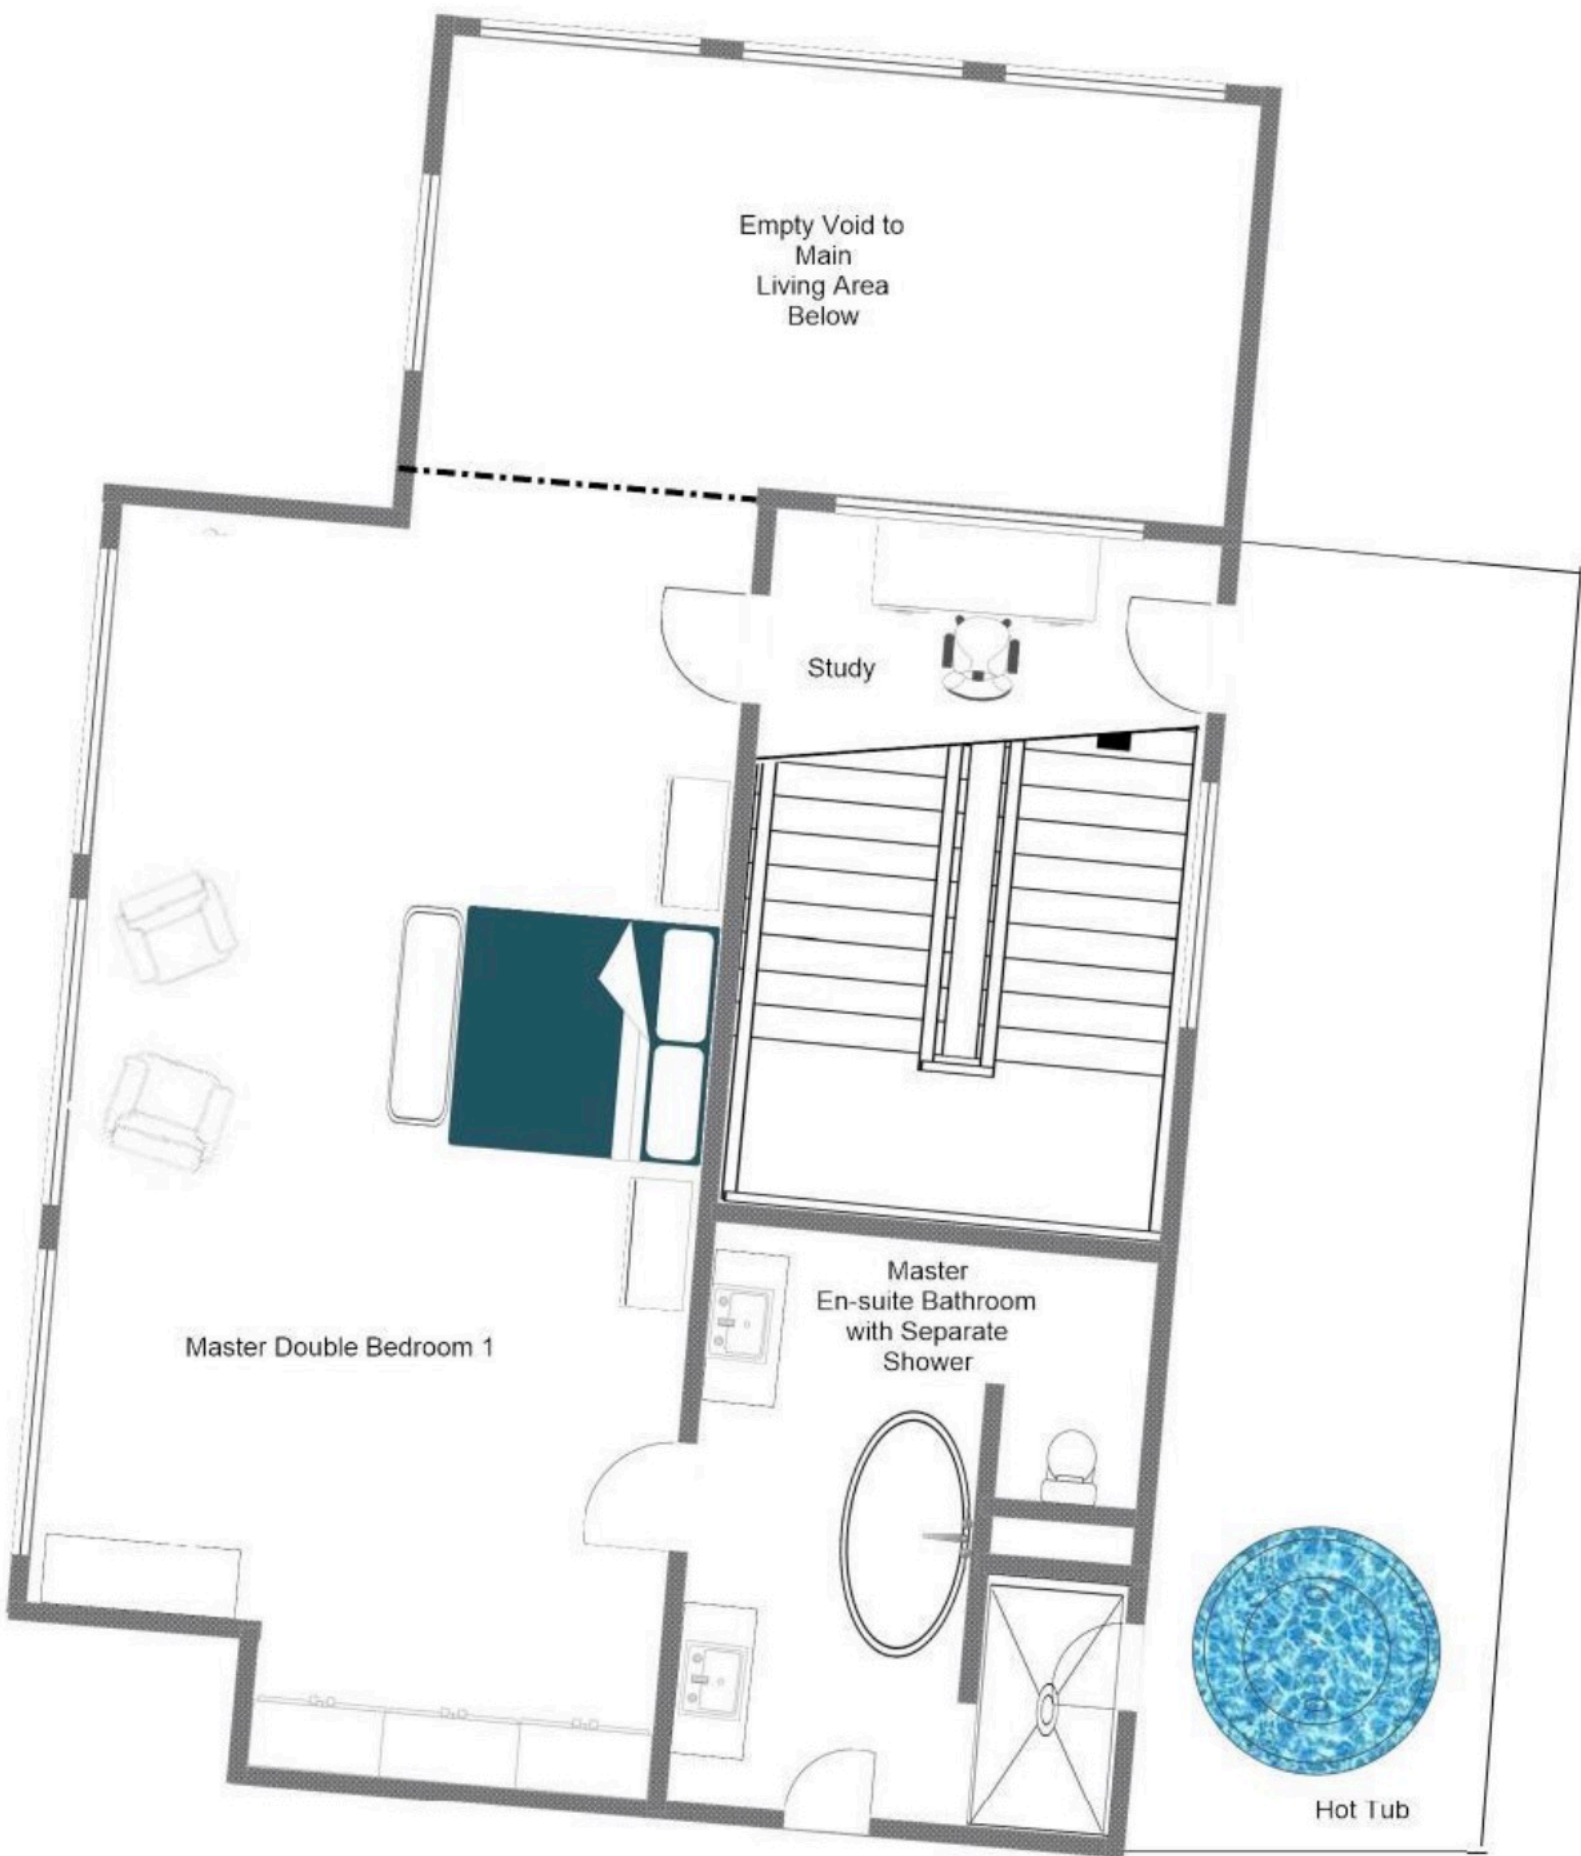 Empty Void to
Main
Living Area
Below
Study
Master
En-suite Bathroom
with Separate
Shower
Master Double Bedroom 1
Hot Tub